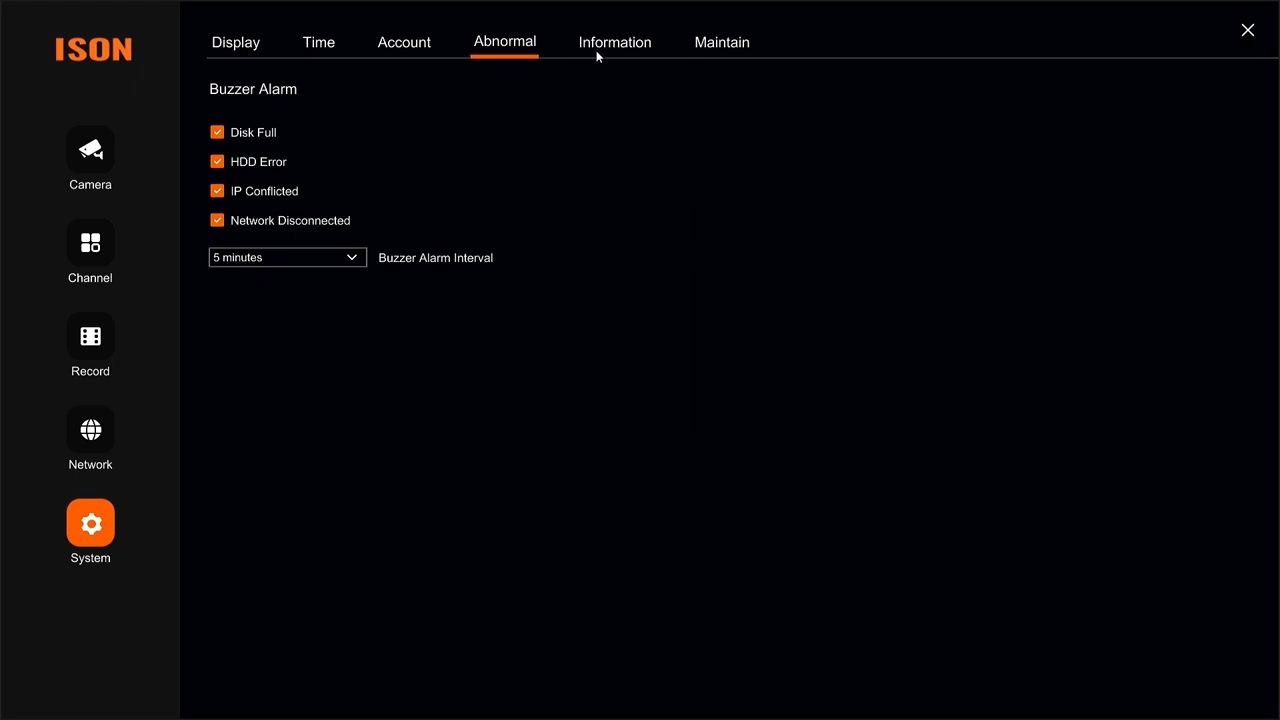 ISON
Display Time Account Abnormal Information Maintain
Buzzer Alarm
Disk Full
HDD Error
IP Conflicted
Network Disconnected
5 minutes Buzzer Alarm Interval
Camera
Channel
Record
Network
System